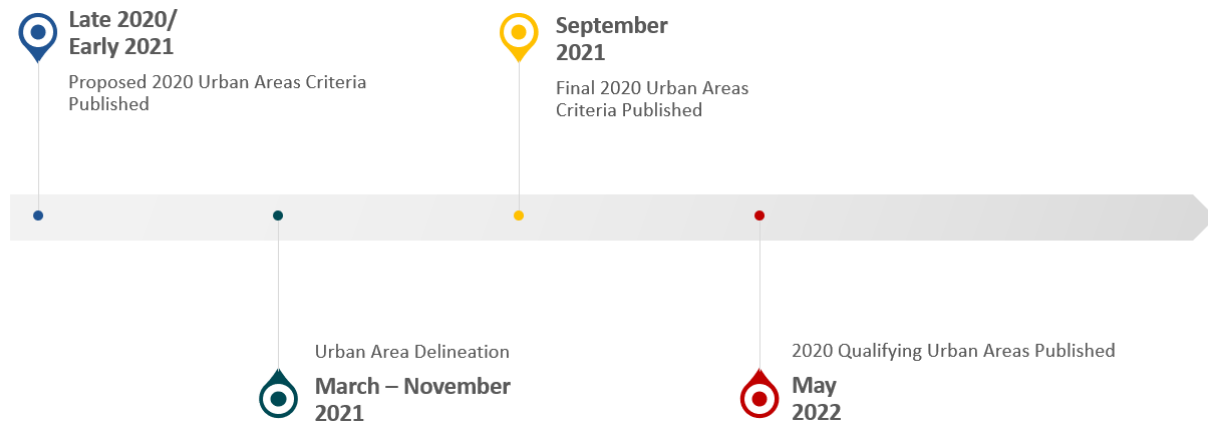 Late 2020/
Early 2021
Proposed 2020 Urban Areas Criteria
Published
September
2021
Final 2020 Urban Areas
Criteria Published
Urban Area Delineation
March – November
2021
2020 Qualifying Urban Areas Published
May
2022